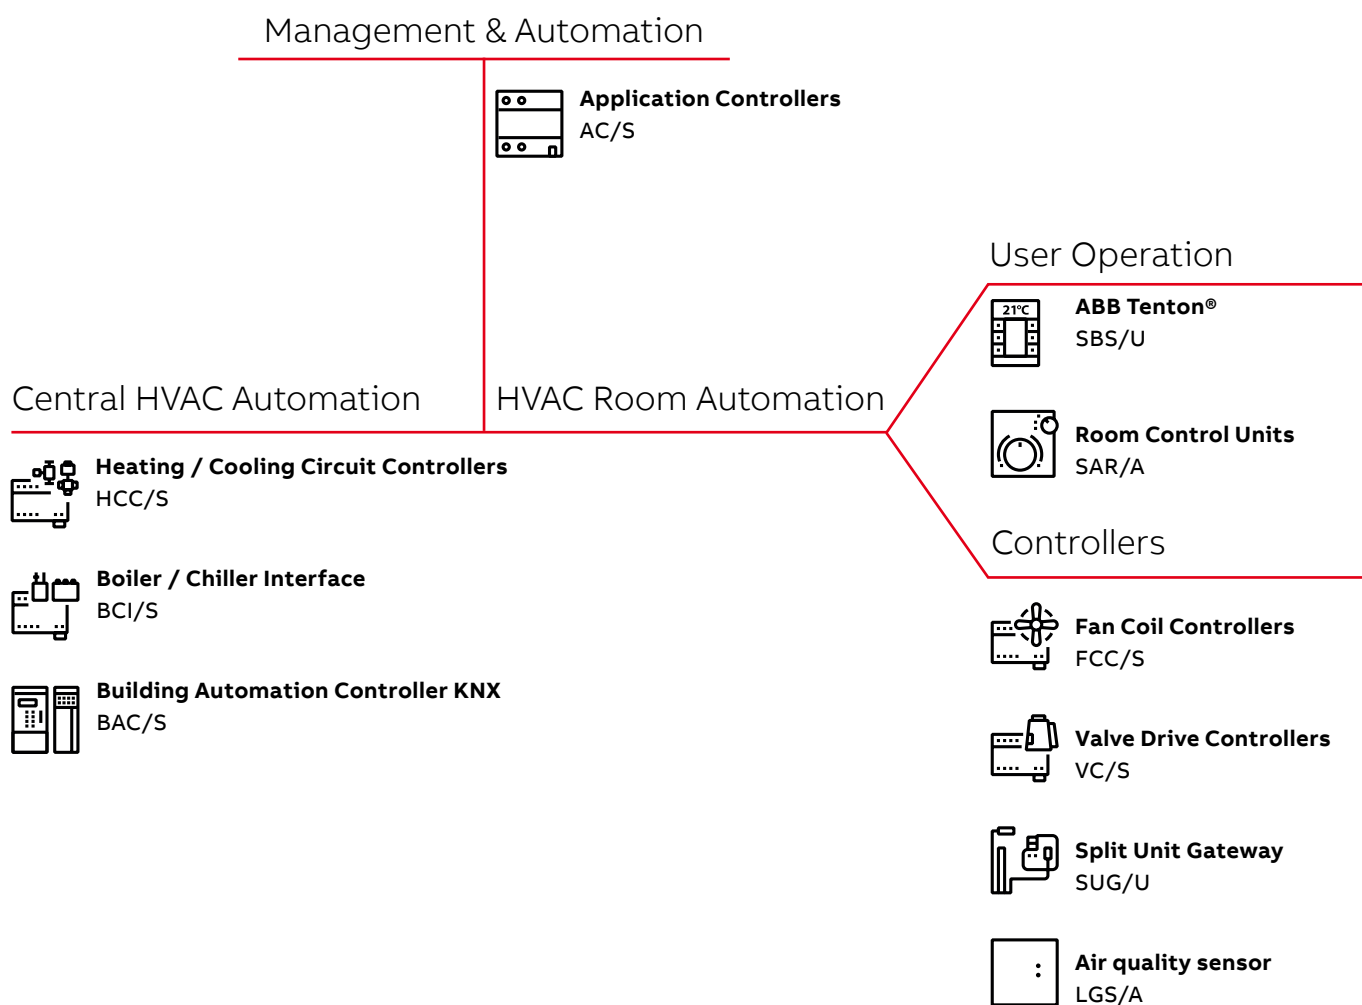 Management & Automation
Application Controllers
AC/S
User Operation
21°C
ABB Tenton®
SBS/U
Central HVAC Automation
HVAC Room Automation
Room Control Units
SAR/A
Heating / Cooling Circuit Controllers
HCC/S
Controllers
Boiler / Chiller Interface
BCI/S
Fan Coil Controllers
FCC/S
Building Automation Controller KNX
BAC/S
Valve Drive Controllers
VC/S
Split Unit Gateway
SUG/U
Air quality sensor
LGS/A